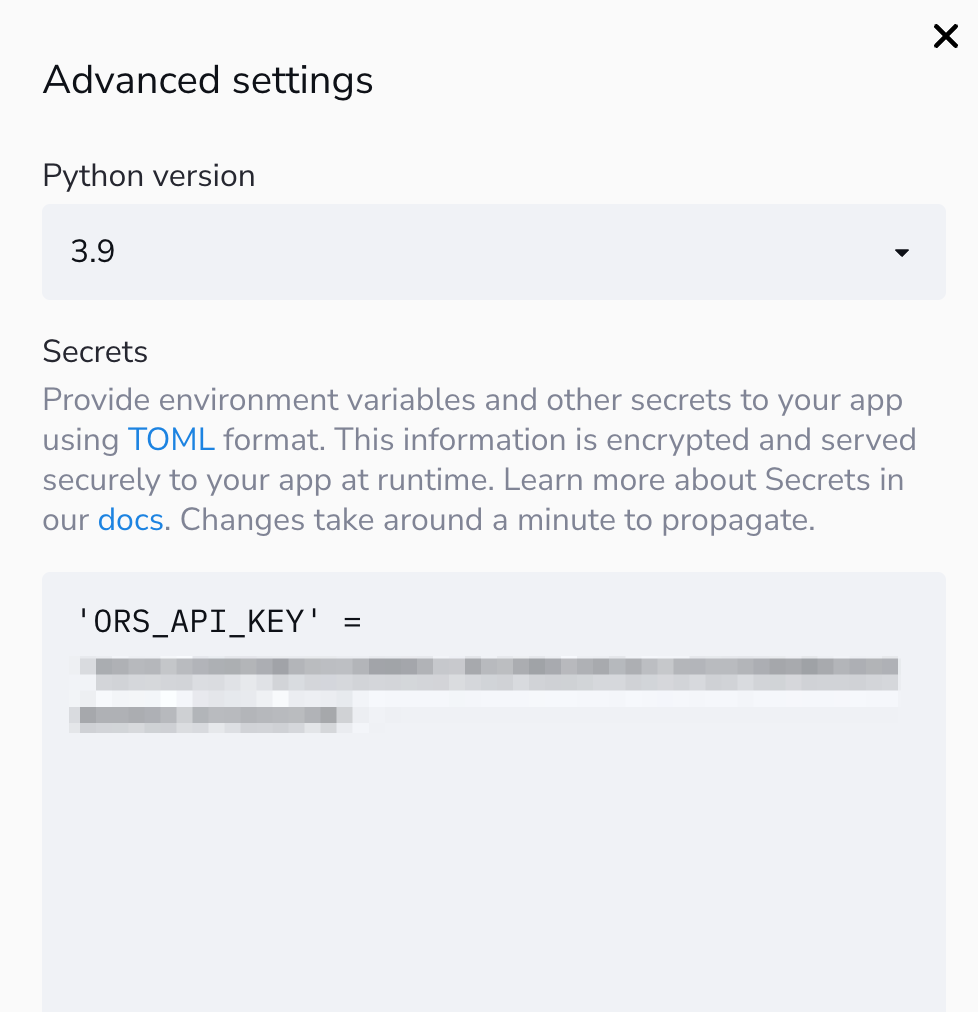 Advanced settings
Python version
3.9
Secrets
Provide environment variables and other secrets to your app
using TOML format. This information is encrypted and served
securely to your app at runtime. Learn more about Secrets in
our docs. Changes take around a minute to propagate.
'ORS_API_KEY' =